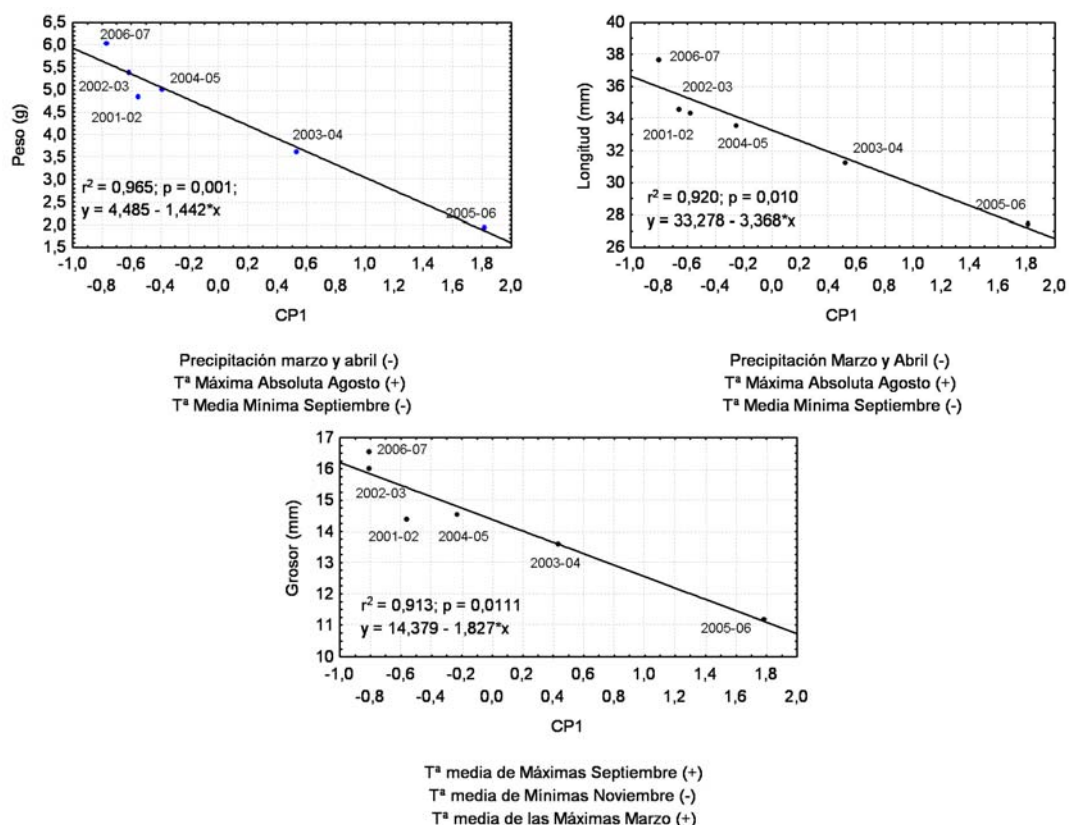 6,5
6,0
5,5
5,0
4,5
4,0
3,5
3,0
2,5
2,0
1,5
Peso (g)
2006-07
2002-03
2004-05
2001-02
2003-04
2005-06
r² = 0,965; p = 0,001;
y = 4,485 - 1,442*x
-1,0 -0,6 -0,2 0,2 0,6 1,0 1,4 1,8
-0,8 -0,4 0,0 0,4 0,8 1,2 1,6 2,0
CP1
Precipitación marzo y abril (-)
Tª Máxima Absoluta Agosto (+)
Tª Media Mínima Septiembre (-)
40
38
36
34
32
30
28
26
Longitud (mm)
2006-07
2002-03
2001-02
2004-05
2003-04
2005-06
r² = 0,920; p = 0,010
y = 33,278 - 3,368*x
-1,0 -0,6 -0,2 0,2 0,6 1,0 1,4 1,8
-0,8 -0,4 0,0 0,4 0,8 1,2 1,6 2,0
CP1
Precipitación Marzo y Abril (-)
Tª Máxima Absoluta Agosto (+)
Tª Media Mínima Septiembre (-)
17
16
15
14
13
12
11
10
Grosor (mm)
2006-07
2002-03
2001-02
2004-05
2003-04
2005-06
r² = 0,913; p = 0,0111
y = 14,379 - 1,827*x
-1,0 -0,6 -0,2 0,2 0,6 1,0 1,4 1,8
-0,8 -0,4 0,0 0,4 0,8 1,2 1,6 2,0
CP1
Tª media de Máximas Septiembre (+)
Tª media de Mínimas Noviembre (-)
Tª media de las Máximas Marzo (+)